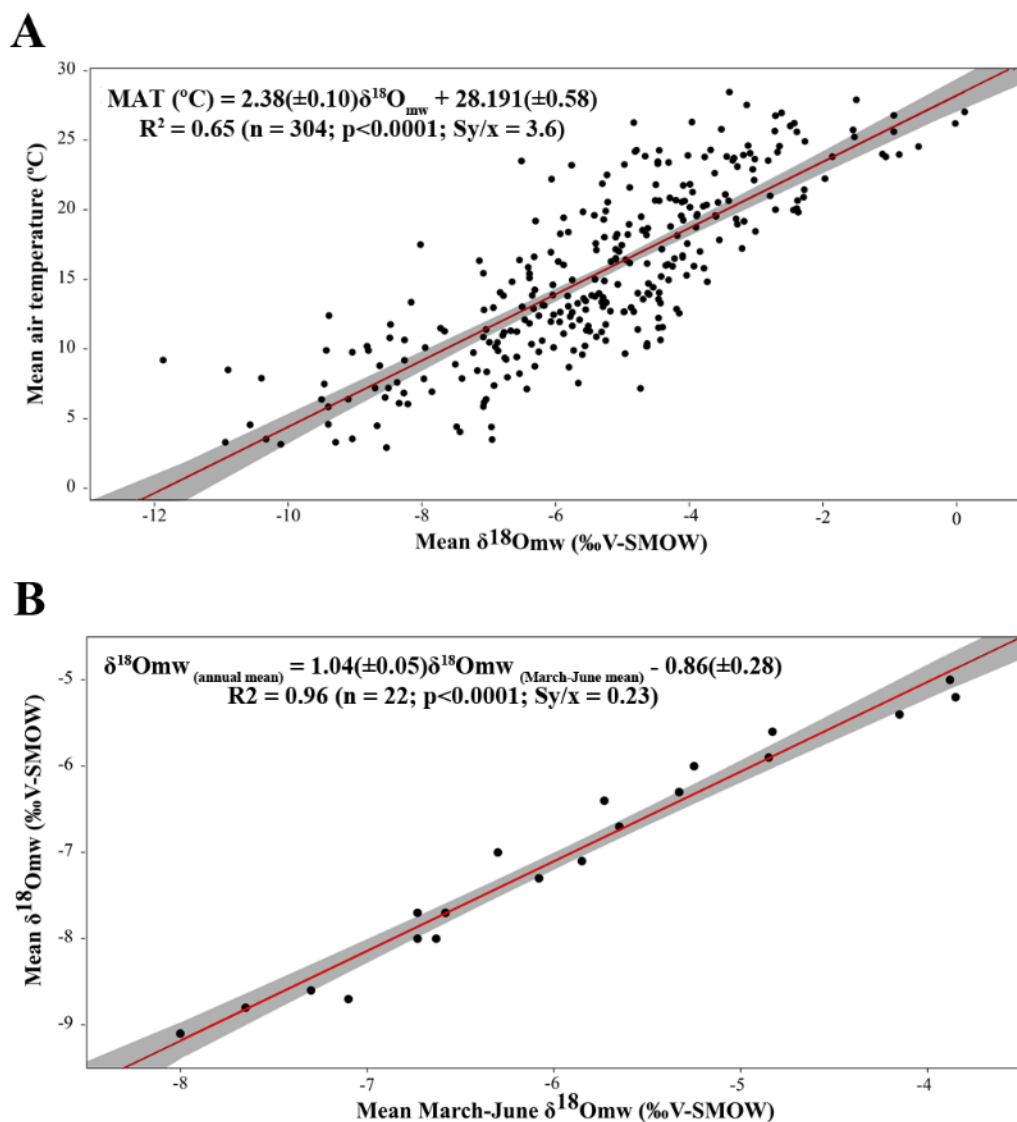 A
MAT (ºC) = 2.38(±0.10)δ¹⁸Omw + 28.191(±0.58)
R² = 0.65 (n = 304; p<0.0001; Sy/x = 3.6)
Mean air temperature (ºC)
30
25
20
15
10
5
0
-12 -10 -8 -6 -4 -2 0
Mean δ¹⁸Omw (‰V-SMOW)
B
δ¹⁸Omw (annual mean) = 1.04(±0.05)δ¹⁸Omw (March-June mean) - 0.86(±0.28)
R2 = 0.96 (n = 22; p<0.0001; Sy/x = 0.23)
Mean δ¹⁸Omw (‰V-SMOW)
-5
-6
-7
-8
-9
-8 -7 -6 -5 -4
Mean March-June δ¹⁸Omw (‰V-SMOW)